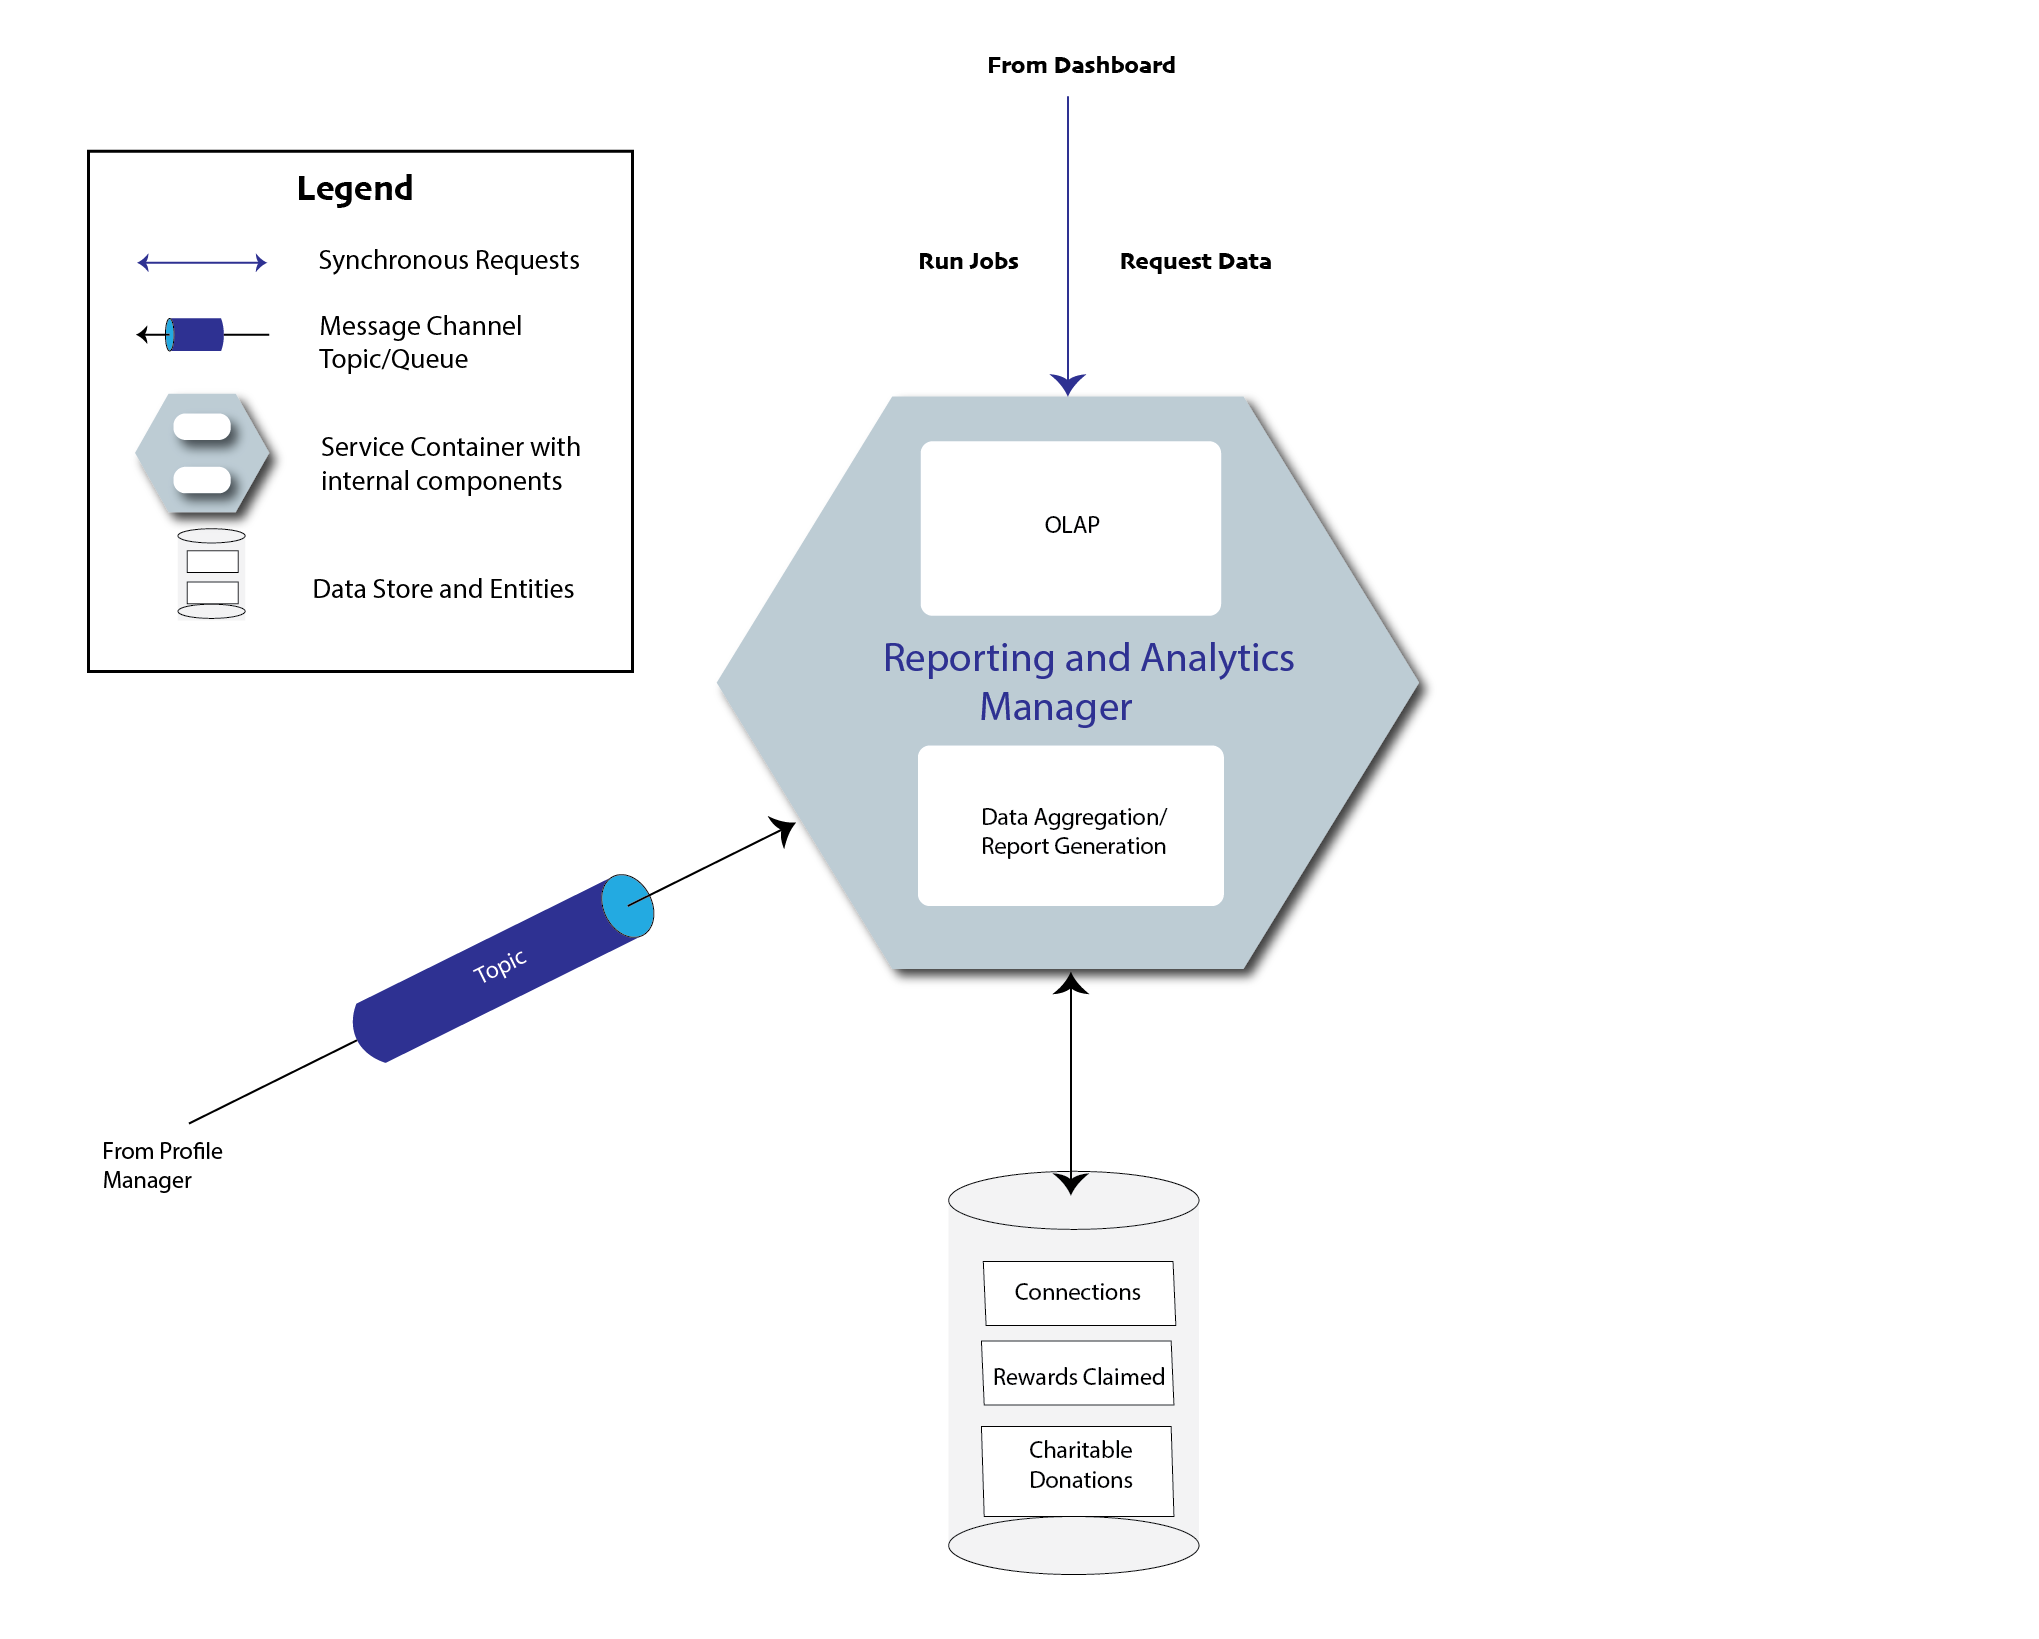 From Dashboard
Legend
Synchronous Requests
Message Channel
Topic/Queue
Service Container with
internal components
Data Store and Entities
Run Jobs
Request Data
OLAP
Reporting and Analytics
Manager
Data Aggregation/
Report Generation
Topic
From Profile
Manager
Connections
Rewards Claimed
Charitable
Donations